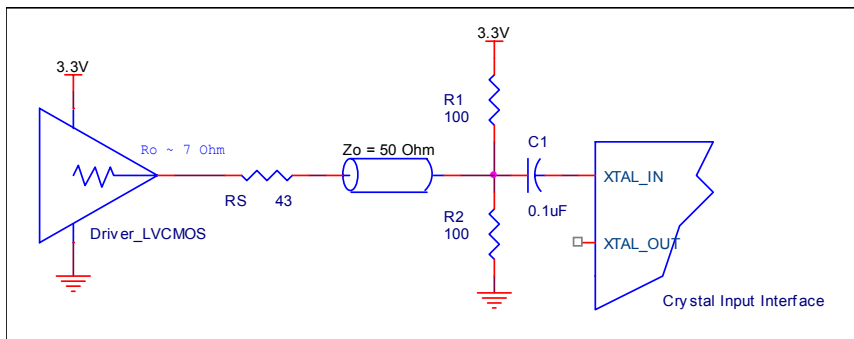 3.3V
3.3V
R1
100
Ro ~ 7 Ohm
Zo = 50 Ohm
C1
RS 43
0.1uF
XTAL_IN
R2
100
XTAL_OUT
Driver_LVCMOS
Crystal Input Interface